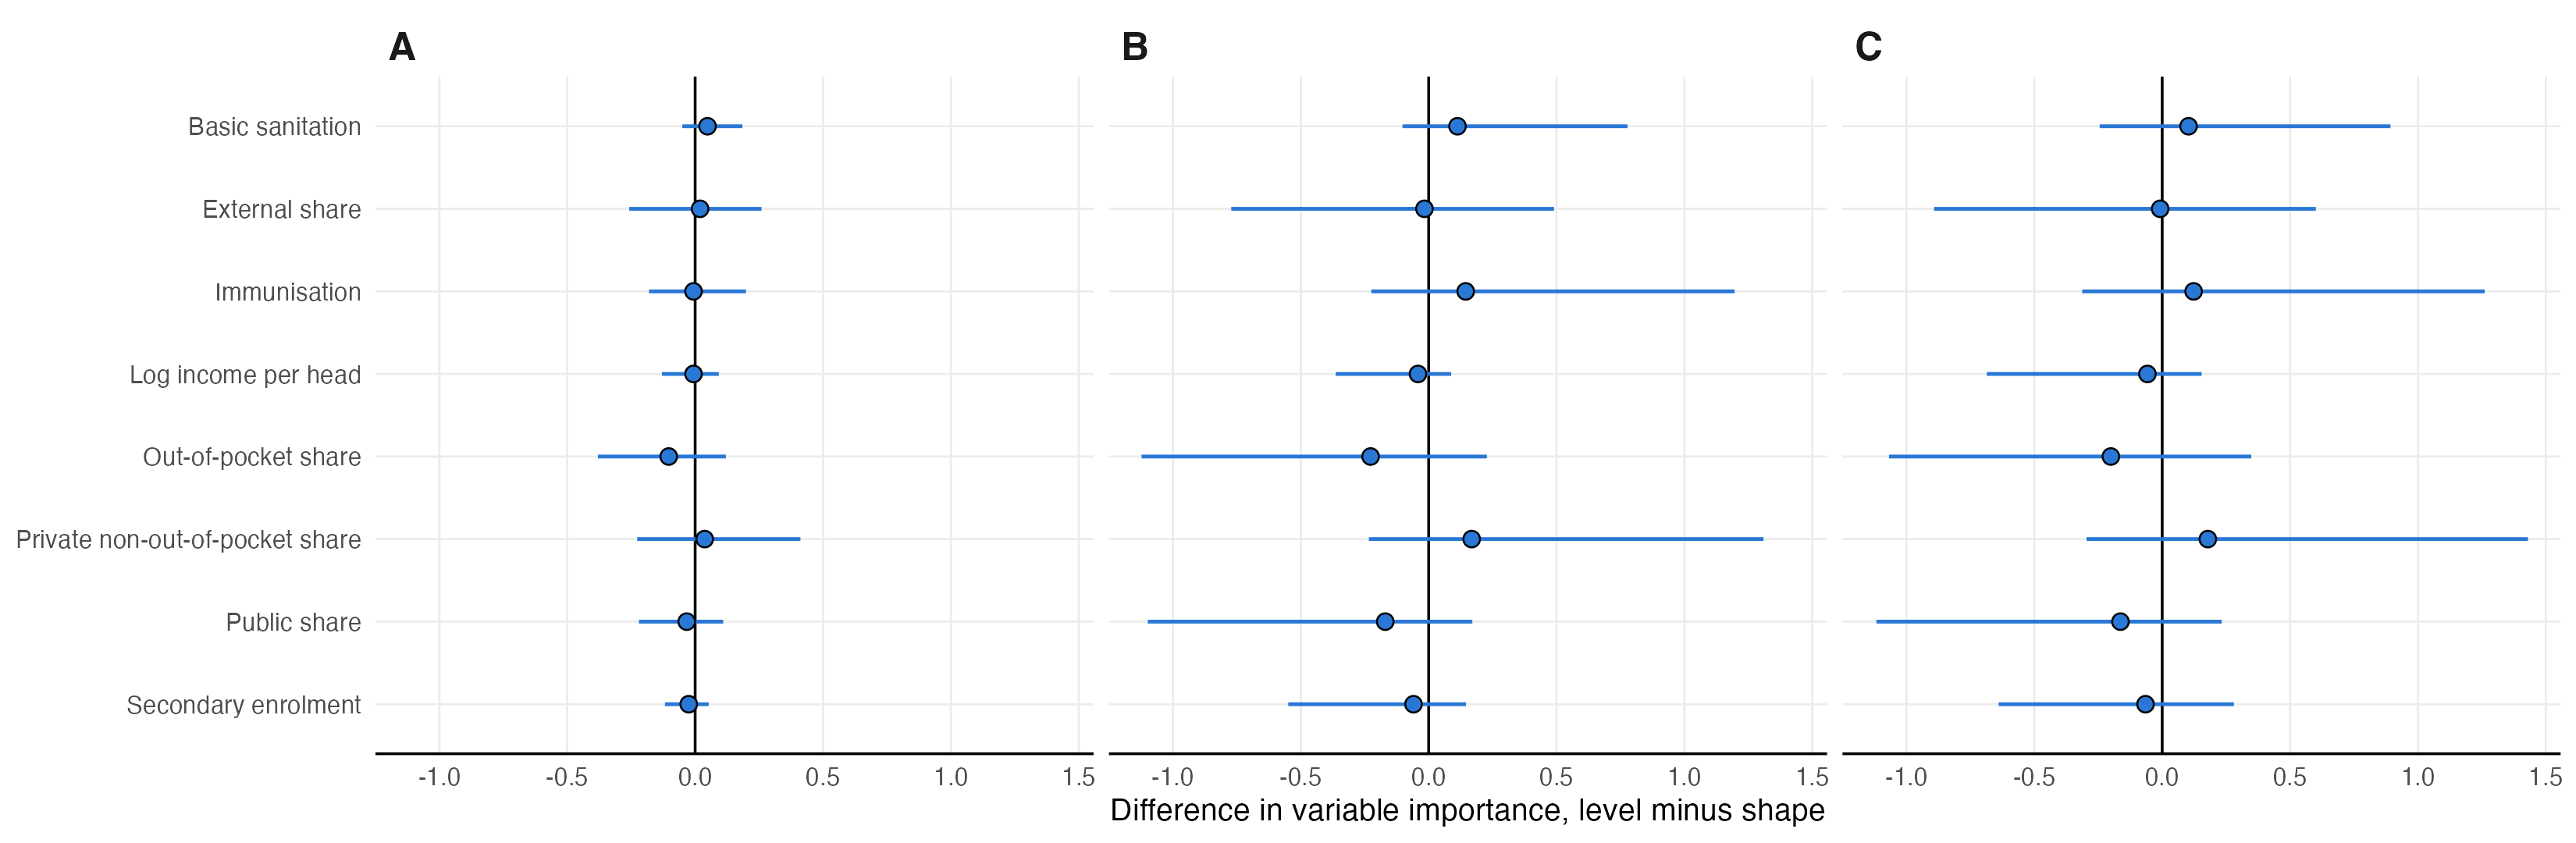 A B C
Basic sanitation
External share
Immunisation
Log income per head
Out-of-pocket share
Private non-out-of-pocket share
Public share
Secondary enrolment
-1.0 -0.5 0.0 0.5 1.0 1.5 -1.0 -0.5 0.0 0.5 1.0 1.5 -1.0 -0.5 0.0 0.5 1.0 1.5
Difference in variable importance, level minus shape